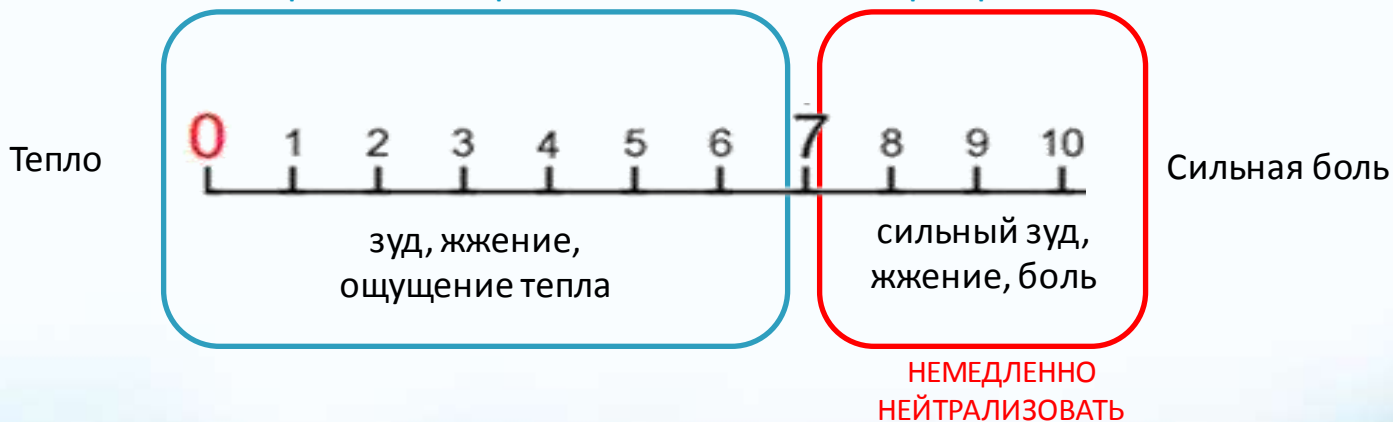 Тепло
0 1 2 3 4 5 6 7 8 9 10
Сильная боль
зуд, жжение,
ощущение тепла
сильный зуд,
жжение, боль
НЕМЕДЛЕННО
НЕЙТРАЛИЗОВАТЬ